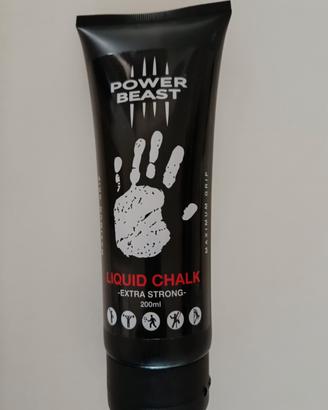 POWER
BEAST
MAXIMUM GRIP
LIQUID CHALK
-EXTRA STRONG-
200ml